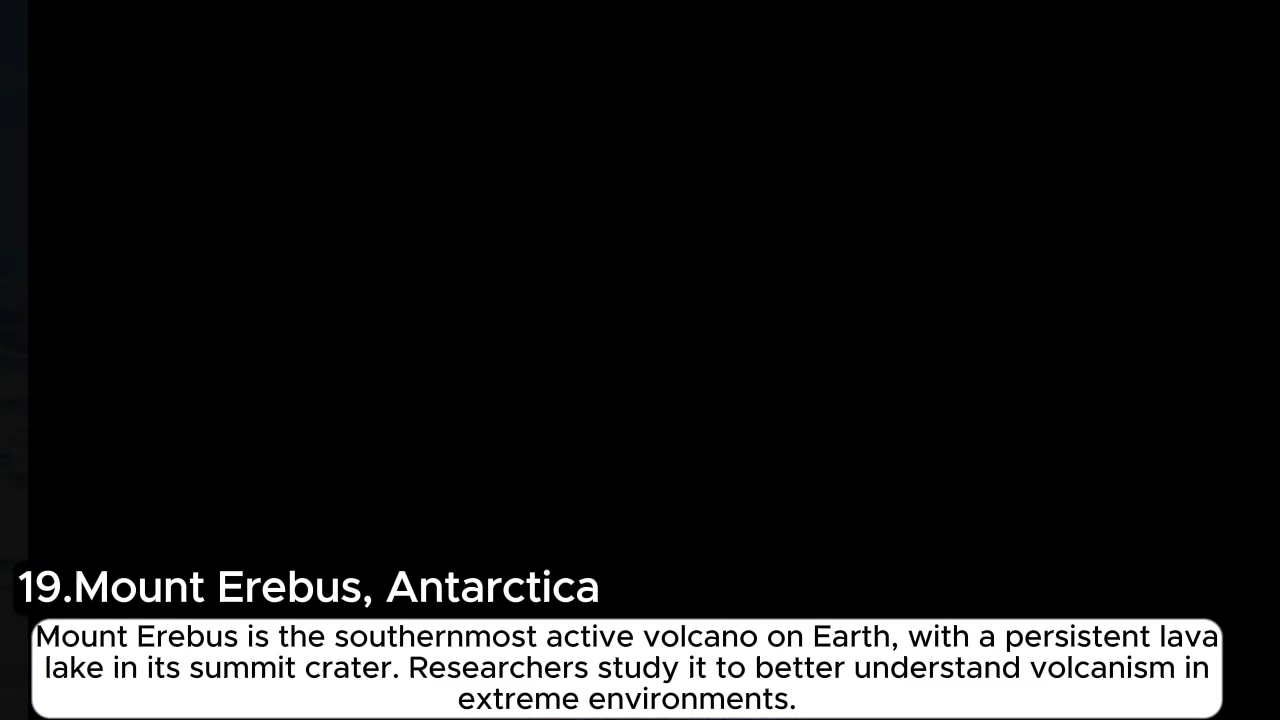 19.Mount Erebus, Antarctica
Mount Erebus is the southernmost active volcano on Earth, with a persistent lava
lake in its summit crater. Researchers study it to better understand volcanism in
extreme environments.